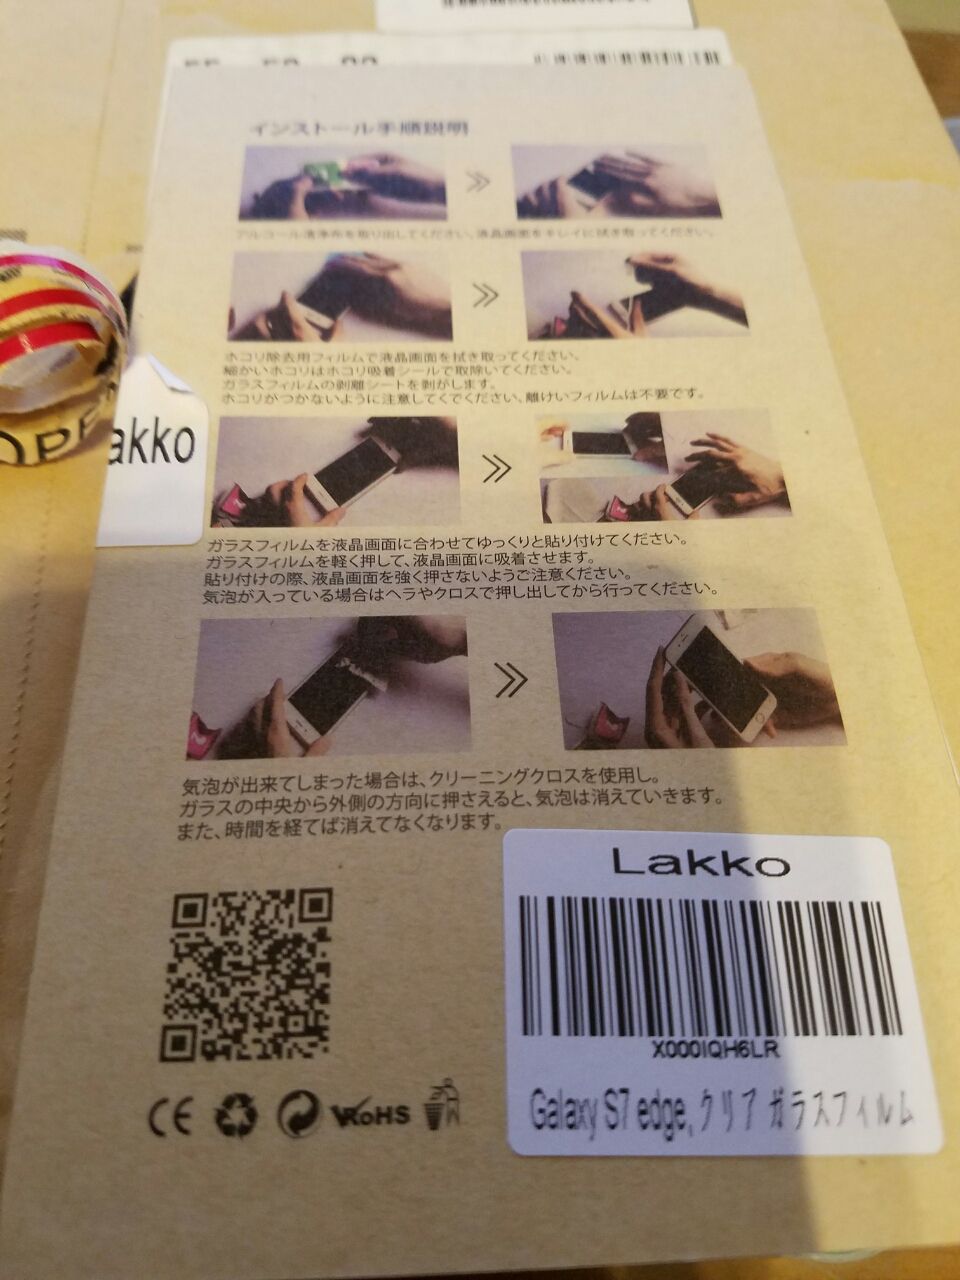 インストール手順説明
アルコール清浄布を取り出してください、液晶画面をキレイに拭き取ってください。
ホコリ除去用フィルムで液晶画面を拭き取ってください。
細かいホコリはホコリ吸着シールで取除いてください。
ガラスフィルムの剥離シートを剥がします。
ホコリがつかないように注意してくでください、離けいフィルムは不要です。
akko
ガラスフィルムを液晶画面に合わせてゆっくりと貼り付けてください。
ガラスフィルムを軽く押して、液晶画面に吸着させます。
貼り付けの際、液晶画面を強く押さないようご注意ください。
気泡が入っている場合はヘラやクロスで押し出してから行ってください。
気泡が出来てしまった場合は、クリーニングクロスを使用し。
ガラスの中央から外側の方向に押さえると、気泡は消えていきます。
また、時間を経てば消えてなくなります。
Lakko
X000IQH6LR
Galaxy S7 edge, クリア ガラスフィルム
CE
RoHS
OPE